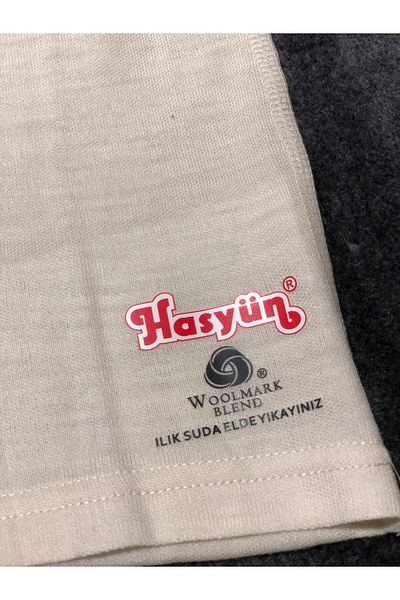 Hasyün®
®
WOOLMARK
BLEND
ILIK SUDA ELDE YIKAYINIZ